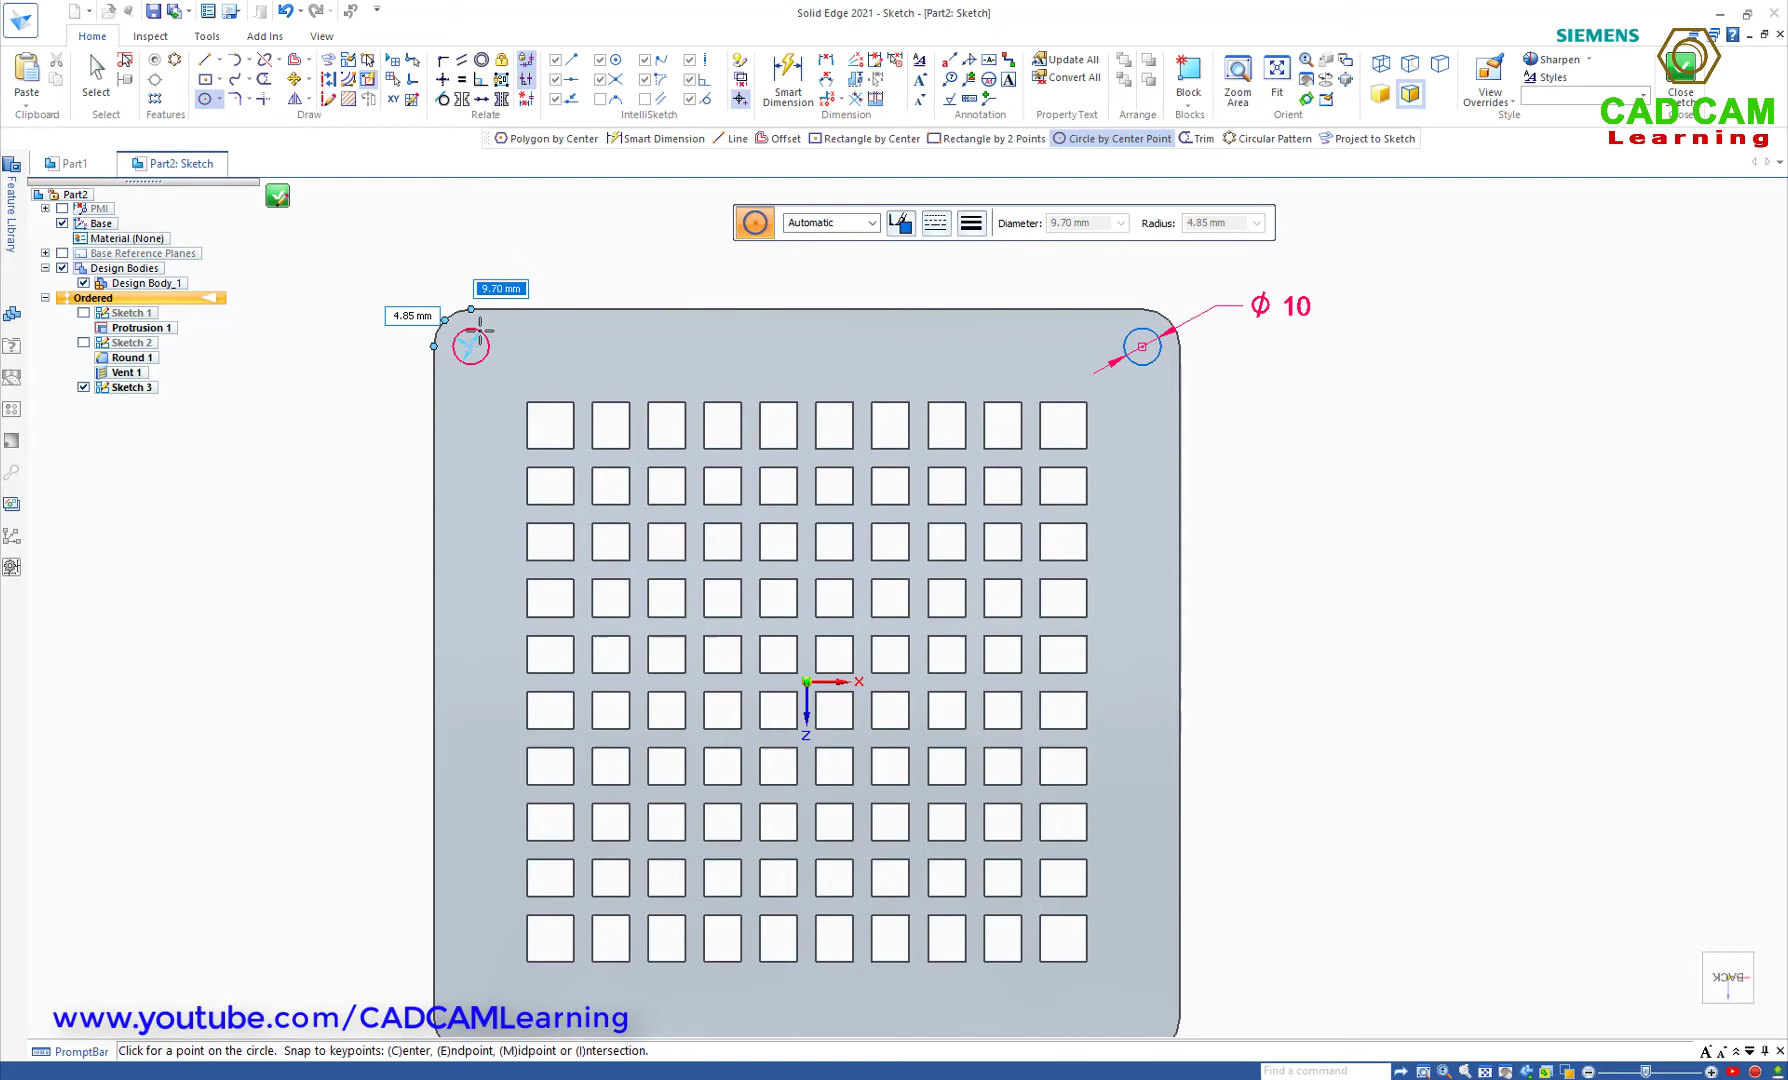 Solid Edge 2021 - Sketch - [Part2: Sketch]
Home
Inspect
Tools
Add Ins
View
SIEMENS
Paste
Select
Smart
Dimension
Update All
Convert All
Block
Zoom
Area
Fit
View
Overrides
Sharpen
Styles
Close
Clipboard
Select
Features
Draw
Relate
IntelliSketch
Dimension
Annotation
Property Text
Arrange
Blocks
Orient
Style
CAD CAM
Learning
Polygon by Center
Smart Dimension
Line
Offset
Rectangle by Center
Rectangle by 2 Points
Circle by Center Point
Trim
Circular Pattern
Project to Sketch
Part1
Part2: Sketch
Feature Library
Part2
PMI
Base
Material (None)
Base Reference Planes
Design Bodies
Design Body_1
Ordered
Sketch 1
Protrusion 1
Sketch 2
Round 1
Vent 1
Sketch 3
Automatic
Diameter:
9.70 mm
Radius:
4.85 mm
9.70 mm
4.85 mm
ϕ 10
X
Z
BACK
www.youtube.com/CADCAMLearning
PromptBar
Click for a point on the circle. Snap to keypoints: (C)enter, (E)ndpoint, (M)idpoint or (I)ntersection.
Find a command